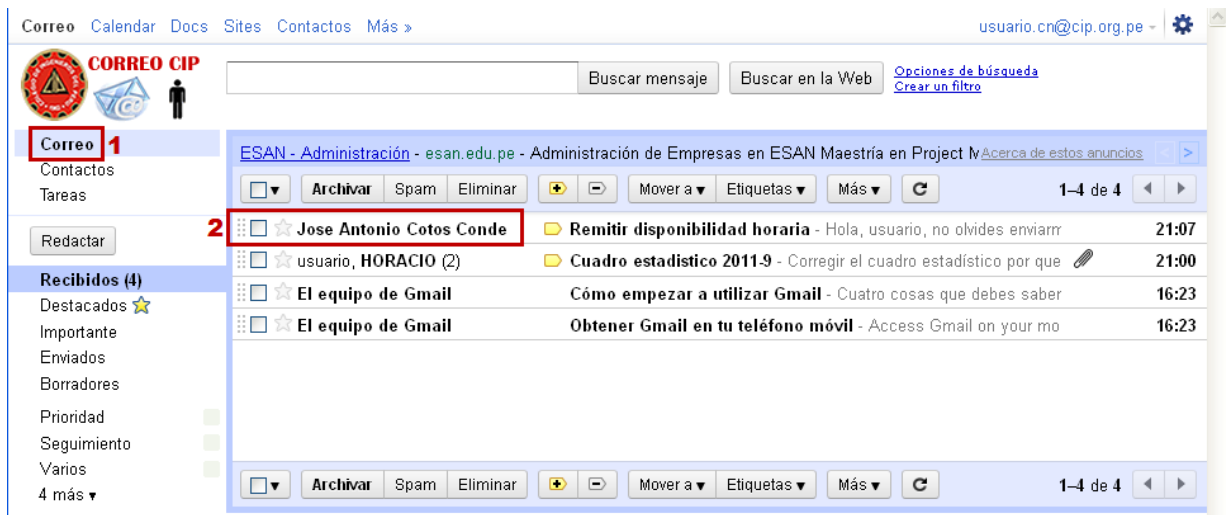 Correo Calendar Docs Sites Contactos Más » usuario.cn@cip.org.pe
CORREO CIP
Buscar mensaje Buscar en la Web Opciones de búsqueda
Crear un filtro
Correo 1
Contactos
Tareas
Redactar
Recibidos (4)
Destacados
Importante
Enviados
Borradores
Prioridad
Seguimiento
Varios
4 más ▾
ESAN - Administración - esan.edu.pe - Administración de Empresas en ESAN Maestría en Project Acerca de estos anuncios < >
Archivar Spam Eliminar Mover a ▾ Etiquetas ▾ Más ▾ 1–4 de 4
2 Jose Antonio Cotos Conde Remitir disponibilidad horaria - Hola, usuario, no olvides 21:07
usuario, HORACIO (2) Cuadro estadistico 2011-9 - Corregir el cuadro estadístico por que 21:00
El equipo de Gmail Cómo empezar a utilizar Gmail - Cuatro cosas que debes saber 16:23
El equipo de Gmail Obtener Gmail en tu teléfono móvil - Access Gmail on your mo 16:23
Archivar Spam Eliminar Mover a ▾ Etiquetas ▾ Más ▾ 1–4 de 4